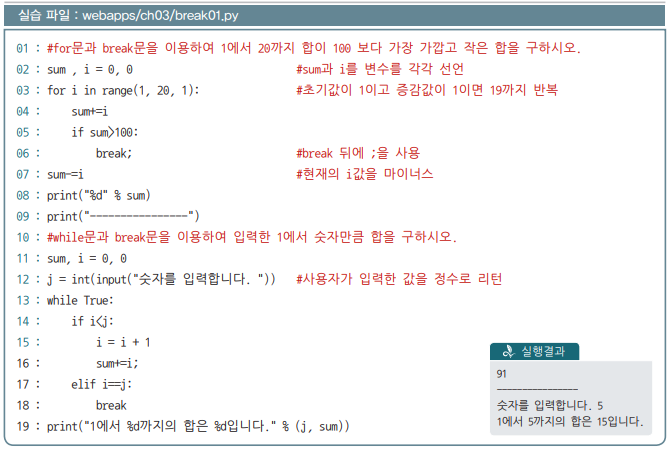 실습 파일 : webapps/ch03/break01.py
01 : #for문과 break문을 이용하여 1에서 20까지 합이 100 보다 가장 가깝고 작은 합을 구하시오.
02 : sum , i = 0, 0 #sum과 i를 변수를 각각 선언
03 : for i in range(1, 20, 1): #초기값이 1이고 증감값이 1이면 19까지 반복
04 : sum+=i
05 : if sum>100:
06 : break; #break 뒤에 ;을 사용
07 : sum-=i #현재의 i값을 마이너스
08 : print("%d" % sum)
09 : print("----------------")
10 : #while문과 break문을 이용하여 입력한 1에서 숫자만큼 합을 구하시오.
11 : sum, i = 0, 0
12 : j = int(input("숫자를 입력합니다. ")) #사용자가 입력한 값을 정수로 리턴
13 : while True:
14 : if i<j:
15 : i = i + 1
16 : sum+=i;
17 : elif i==j:
18 : break
19 : print("1에서 %d까지의 합은 %d입니다." % (j, sum))
실행결과
91
----------------
숫자를 입력합니다. 5
1에서 5까지의 합은 15입니다.